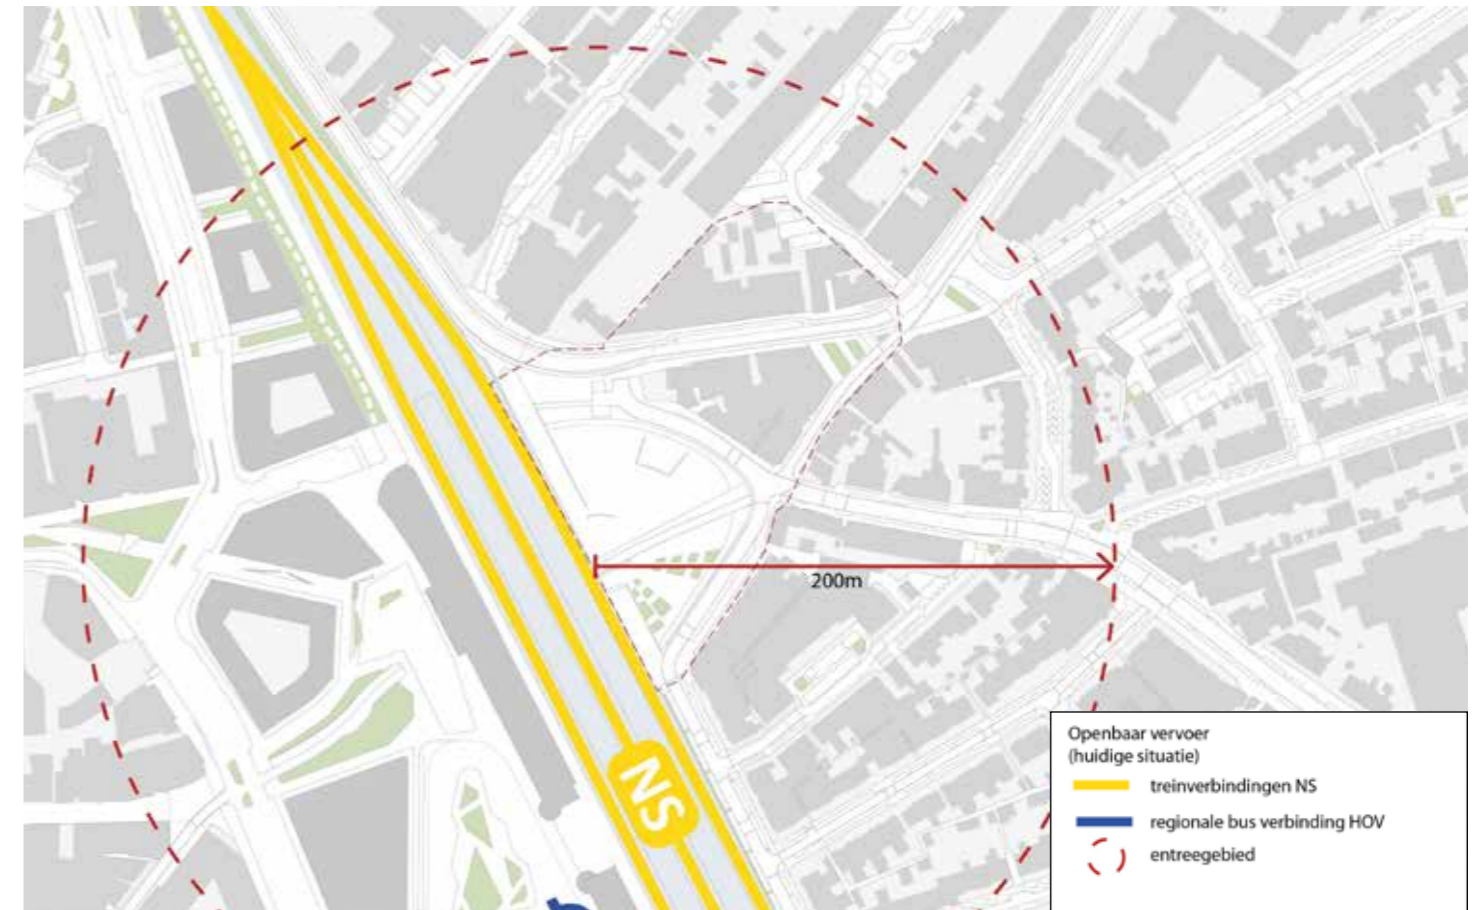 200m
NS
Openbaar vervoer
(huidige situatie)
treinverbindingen NS
regionale bus verbinding HOV
entreegebied